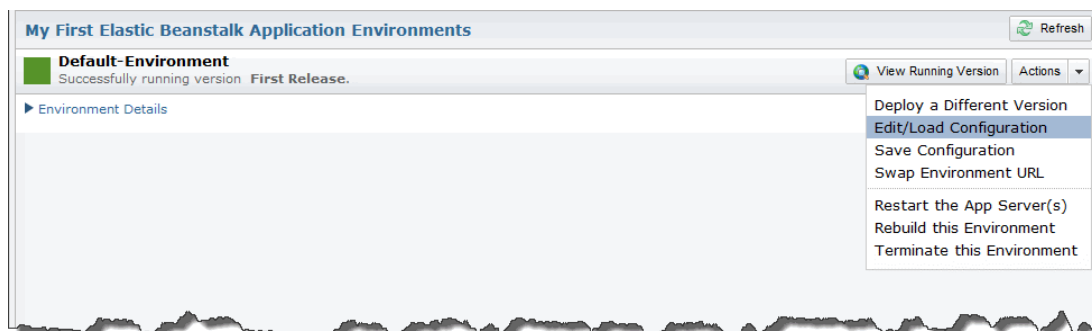 My First Elastic Beanstalk Application Environments
Refresh
Default-Environment
Successfully running version First Release.
View Running Version
Actions
Environment Details
Deploy a Different Version
Edit/Load Configuration
Save Configuration
Swap Environment URL
Restart the App Server(s)
Rebuild this Environment
Terminate this Environment